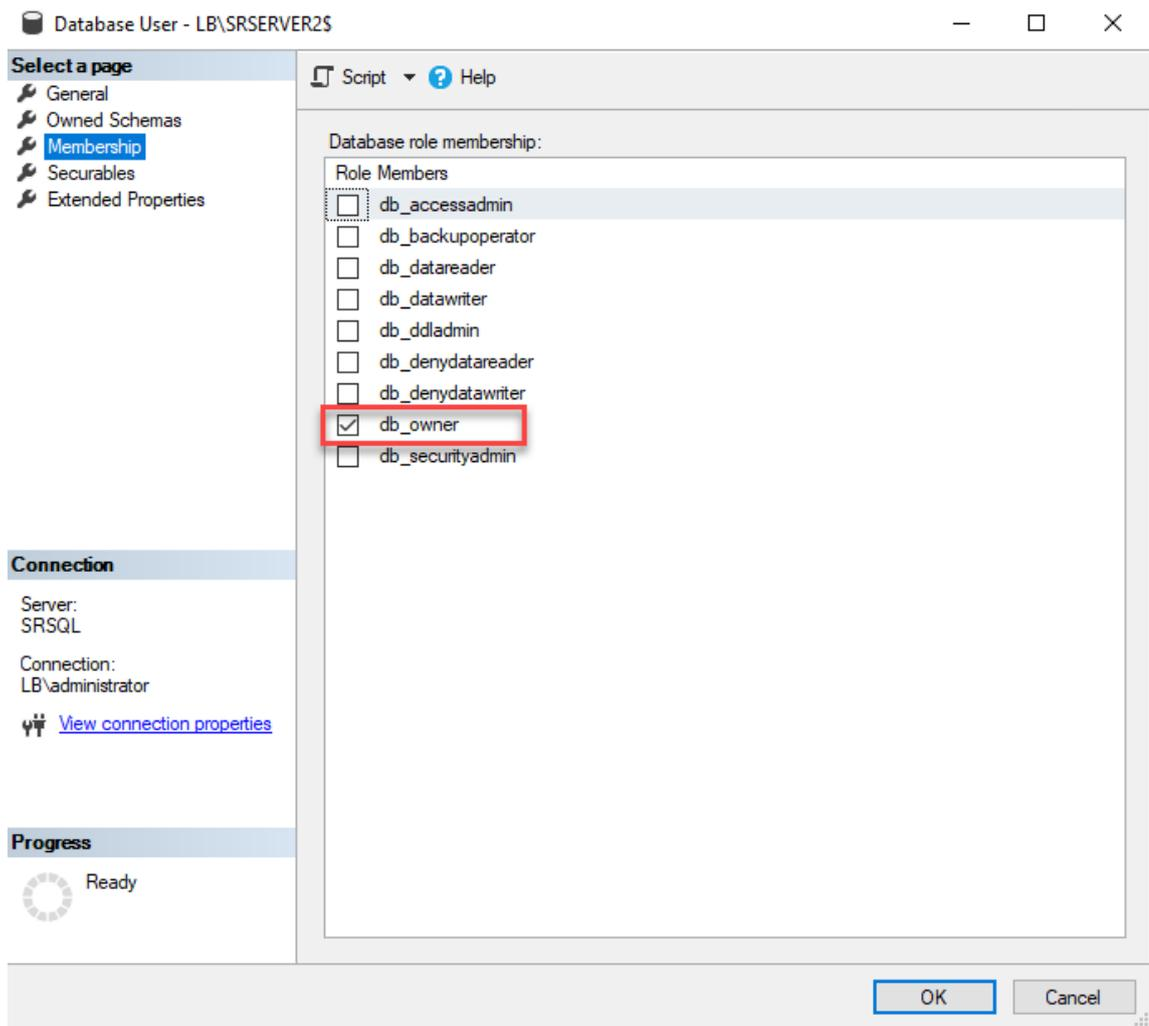 Database User - LB\SRSERVER2$
Select a page
General
Owned Schemas
Membership
Securables
Extended Properties
Script
Help
Database role membership:
Role Members
db_accessadmin
db_backupoperator
db_datareader
db_datawriter
db_ddladmin
db_denydatareader
db_denydatawriter
db_owner
db_securityadmin
Connection
Server:
SRSQL
Connection:
LB\administrator
View connection properties
Progress
Ready
OK
Cancel